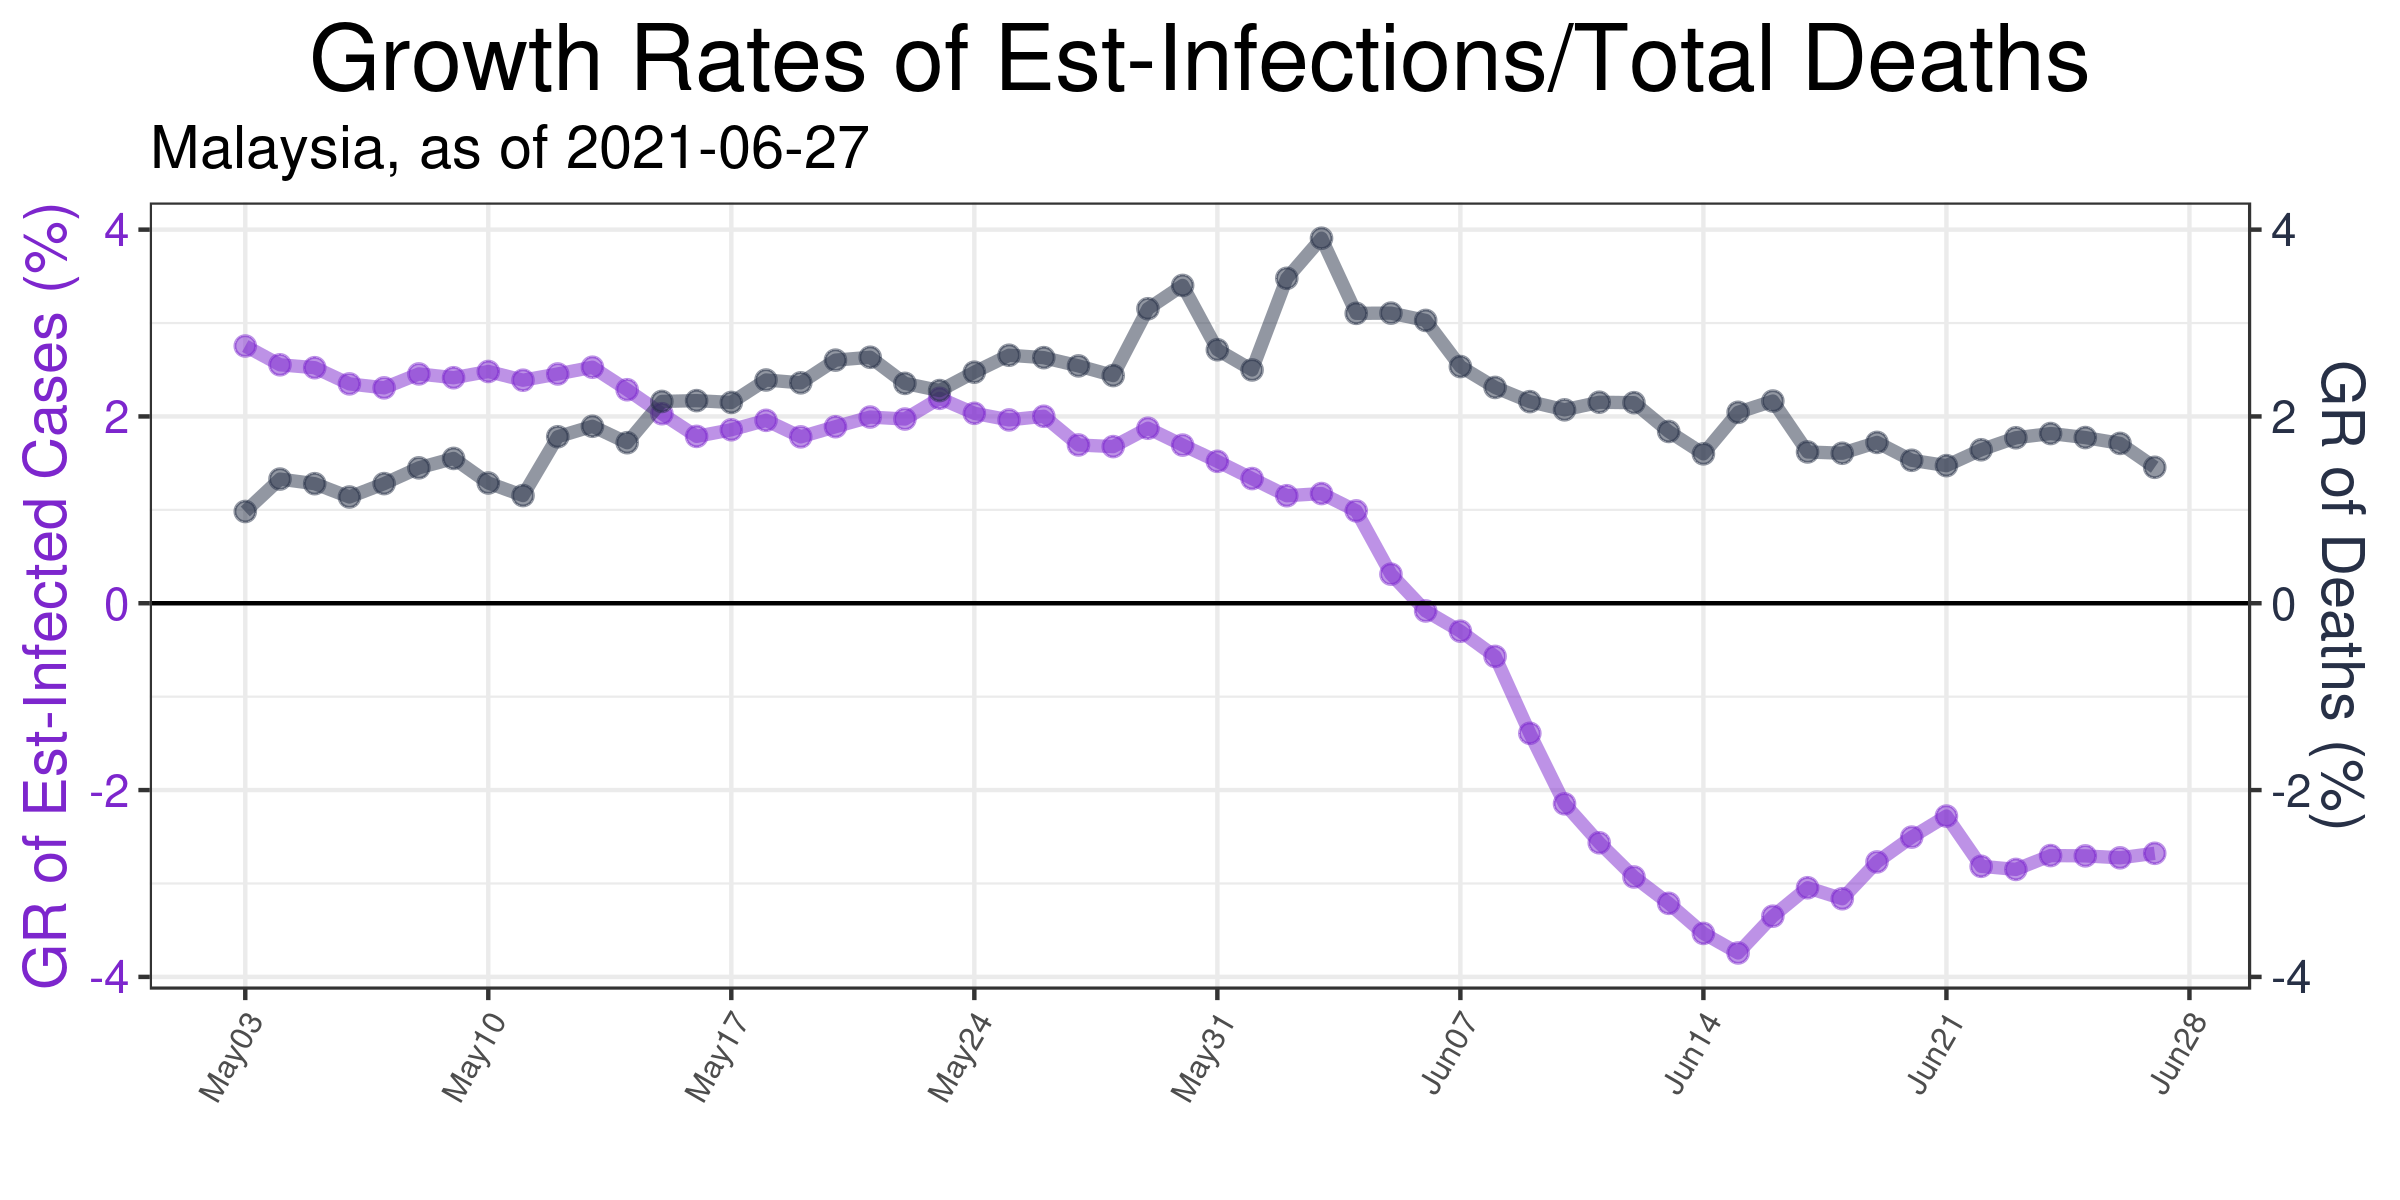 Growth Rates of Est-Infections/Total Deaths
Malaysia, as of 2021-06-27
GR of Est-Infected Cases (%)
4
2
0
-2
-4
4
2
0
-2
-4
GR of Deaths (%)
May03
May10
May17
May24
May31
Jun07
Jun14
Jun21
Jun28